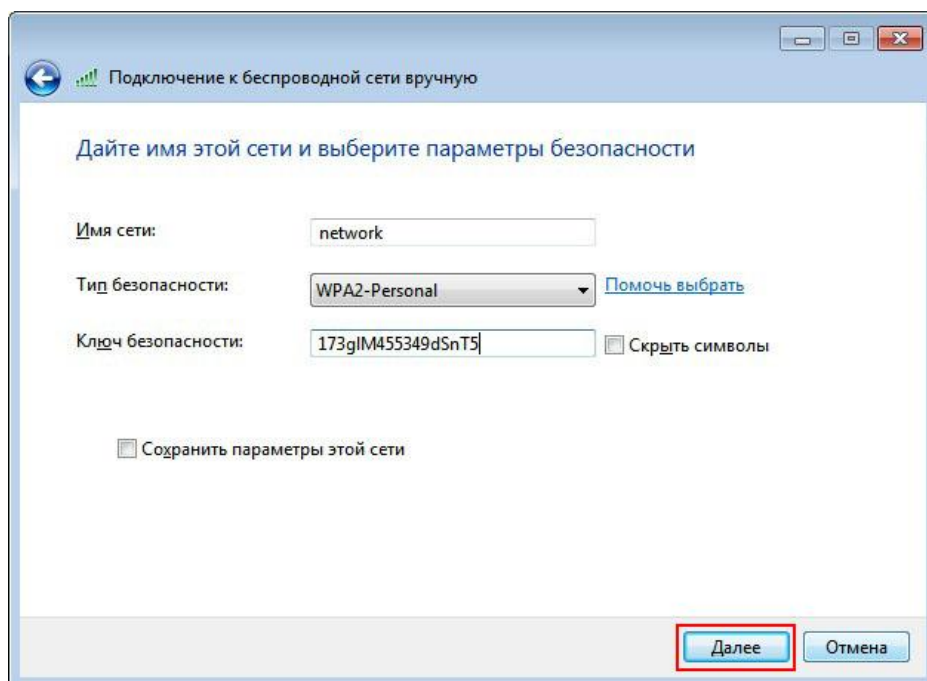 Подключение к беспроводной сети вручную
Дайте имя этой сети и выберите параметры безопасности
Имя сети: network
Тип безопасности: WPA2-Personal Помочь выбрать
Ключ безопасности: 173gIM455349dSnT5 Скрыть символы
Сохранить параметры этой сети
Далее Отмена